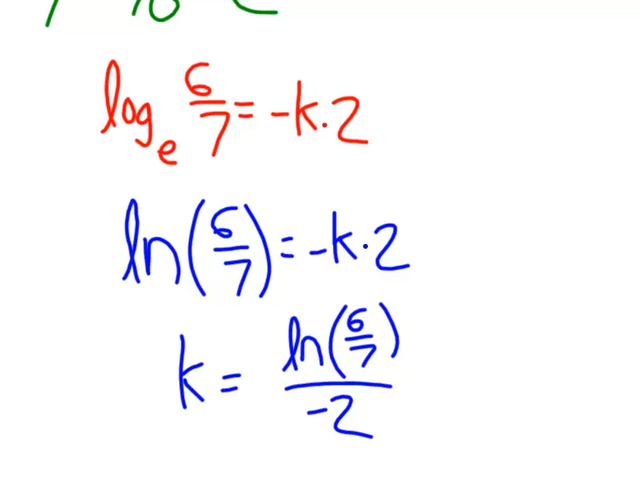 log_e 6/7 = -k·2
ln(6/7) = -k·2
k = ln(6/7)/-2